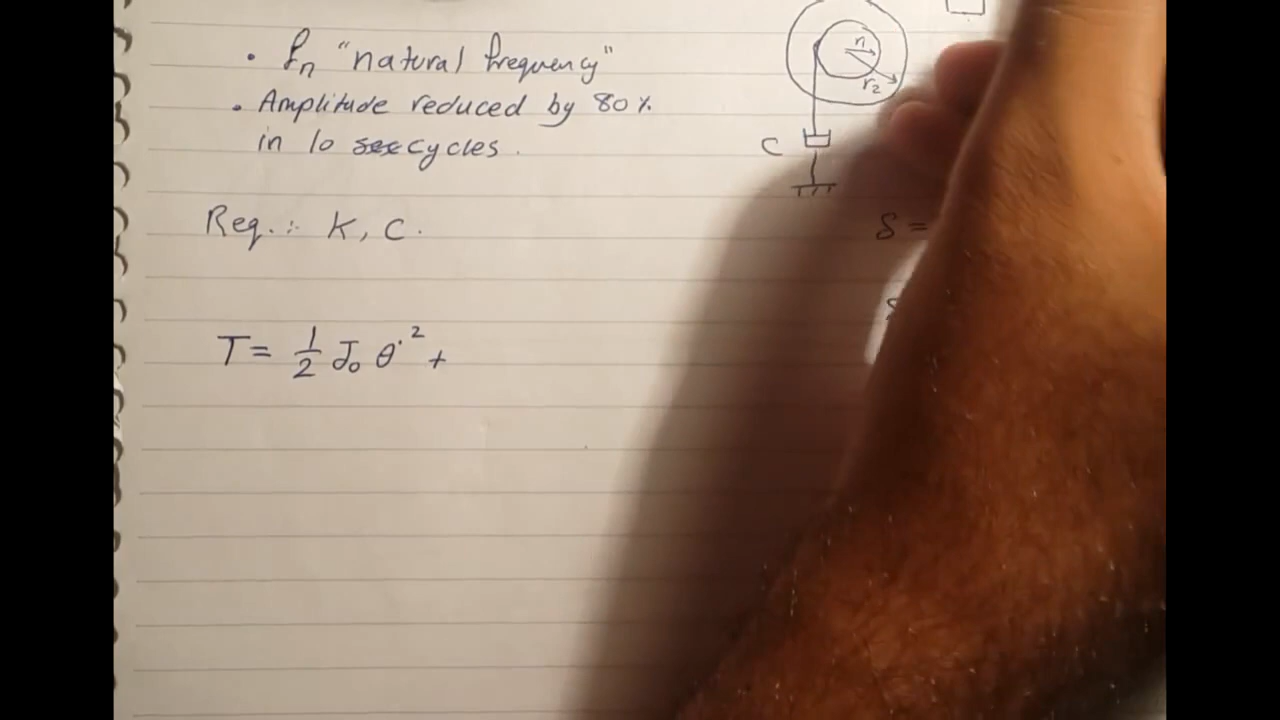 • fn "natural frequency"
• Amplitude reduced by 80%
in 10 cycles.
Req.: K, C.
T = 1/2 J₀ θ̇² +
r₁
r₂
C
δ =